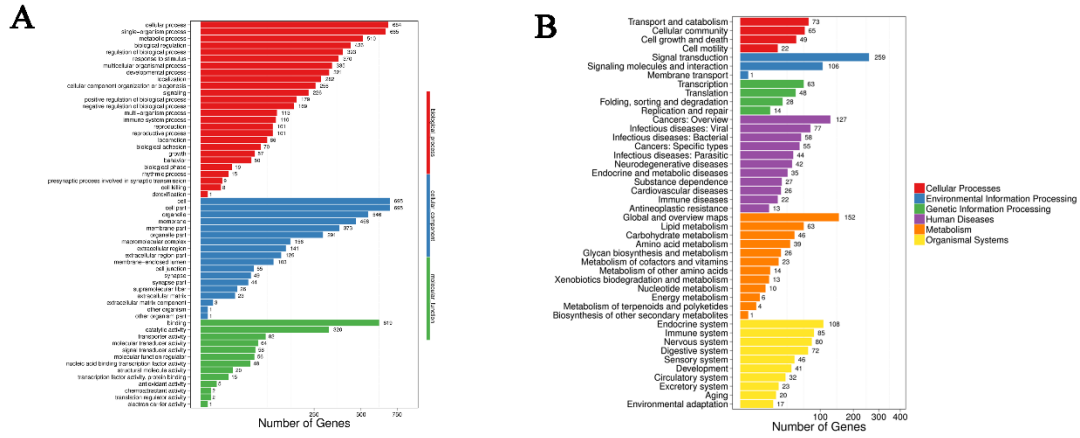 A
cellular process 684
single-organism process
metabolic process
biological regulation
regulation of biological process
response to stimulus
multicellular organismal process
developmental process
localization
cellular component organization or biogenesis
signaling
positive regulation of biological process
negative regulation of biological process
multi-organism process
immune system process
reproduction 101
reproductive process 101
locomotion
biological adhesion
growth
behavior
biological phase
rhythmic process
presynaptic process involved in synaptic transmission
cell killing
detoxification 1
cell
cell part
organelle
membrane
membrane part
organelle part
macromolecular complex
extracellular region
extracellular region part
membrane-enclosed lumen
cell junction
synapse
synapse part
supramolecular fiber
extracellular matrix
extracellular matrix component
other organism 1
other organism part 1
binding
catalytic activity
transporter activity
molecular transducer activity
signal transducer activity
molecular function regulator
nucleic acid binding transcription factor activity
structural molecule activity
transcription factor activity, protein binding
antioxidant activity
chemoattractant activity
translation regulator activity
electron carrier activity 1
250 500 750
Number of Genes
biological process
cellular component
molecular function
B
Transport and catabolism 73
Cellular community 65
Cell growth and death 49
Cell motility 22
Signal transduction 259
Signaling molecules and interaction 106
Membrane transport 1
Transcription 63
Translation 48
Folding, sorting and degradation 28
Replication and repair 14
Cancers: Overview 127
Infectious diseases: Viral 77
Infectious diseases: Bacterial 58
Cancers: Specific types 55
Infectious diseases: Parasitic 44
Neurodegenerative diseases 42
Endocrine and metabolic diseases 35
Substance dependence 27
Cardiovascular diseases 26
Immune diseases 22
Antineoplastic resistance 13
Global and overview maps 152
Lipid metabolism 63
Carbohydrate metabolism 46
Amino acid metabolism 39
Glycan biosynthesis and metabolism 26
Metabolism of cofactors and vitamins 23
Metabolism of other amino acids 14
Xenobiotics biodegradation and metabolism 13
Nucleotide metabolism 10
Energy metabolism 6
Metabolism of terpenoids and polyketides 4
Biosynthesis of other secondary metabolites 1
Endocrine system 108
Immune system 85
Nervous system 80
Digestive system 72
Sensory system 46
Development 41
Circulatory system 32
Excretory system 23
Aging 20
Environmental adaptation 17
100 200 300 400
Number of Genes
Cellular Processes
Environmental Information Processing
Genetic Information Processing
Human Diseases
Metabolism
Organismal Systems